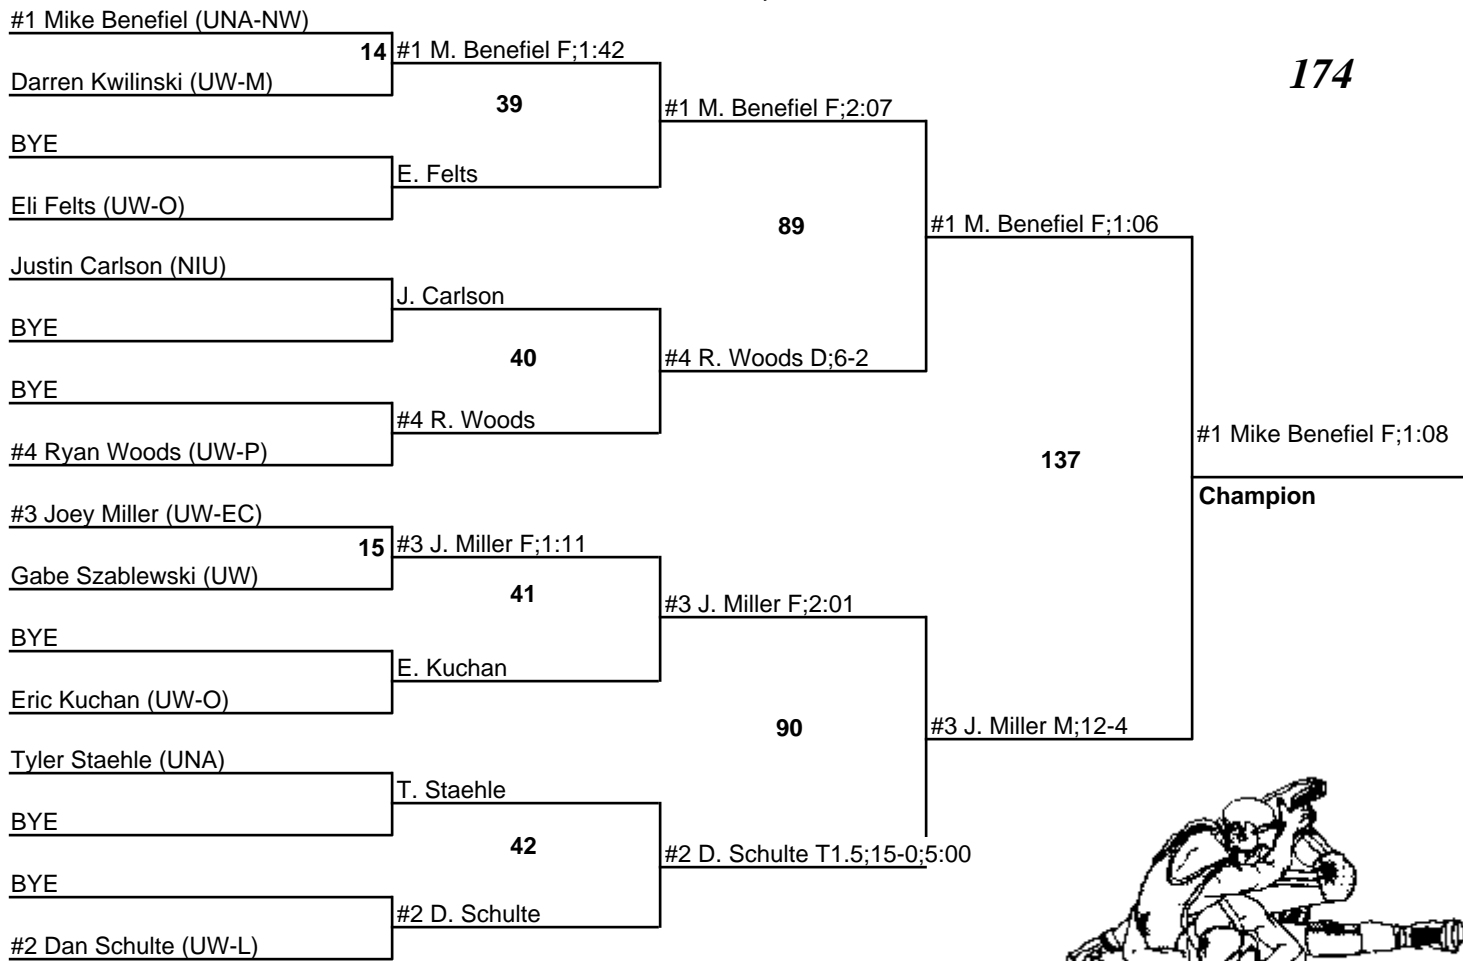 #1 Mike Benefiel (UNA-NW)
14 #1 M. Benefiel F;1:42
174
Darren Kwilinski (UW-M)
39
#1 M. Benefiel F;2:07
BYE
E. Felts
Eli Felts (UW-O)
89
#1 M. Benefiel F;1:06
Justin Carlson (NIU)
J. Carlson
BYE
40
#4 R. Woods D;6-2
BYE
#4 R. Woods
#1 Mike Benefiel F;1:08
#4 Ryan Woods (UW-P)
137
Champion
#3 Joey Miller (UW-EC)
15 #3 J. Miller F;1:11
Gabe Szablewski (UW)
41
#3 J. Miller F;2:01
BYE
E. Kuchan
Eric Kuchan (UW-O)
90
#3 J. Miller M;12-4
Tyler Staehle (UNA)
T. Staehle
BYE
42
#2 D. Schulte T1.5;15-0;5:00
BYE
#2 D. Schulte
#2 Dan Schulte (UW-L)